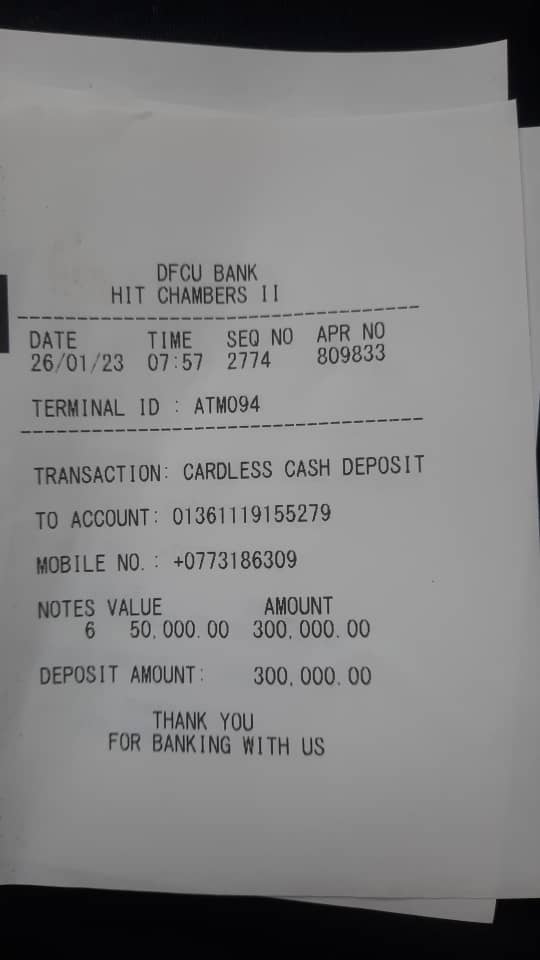 DFCU BANK
HIT CHAMBERS II
--------------------------------------
DATE TIME SEQ NO APR NO
26/01/23 07:57 2774 809833
TERMINAL ID : ATM094
--------------------------------------
TRANSACTION: CARDLESS CASH DEPOSIT
TO ACCOUNT: 01361119155279
MOBILE NO.: +0773186309
NOTES VALUE AMOUNT
6 50,000.00 300,000.00
DEPOSIT AMOUNT: 300,000.00
THANK YOU
FOR BANKING WITH US